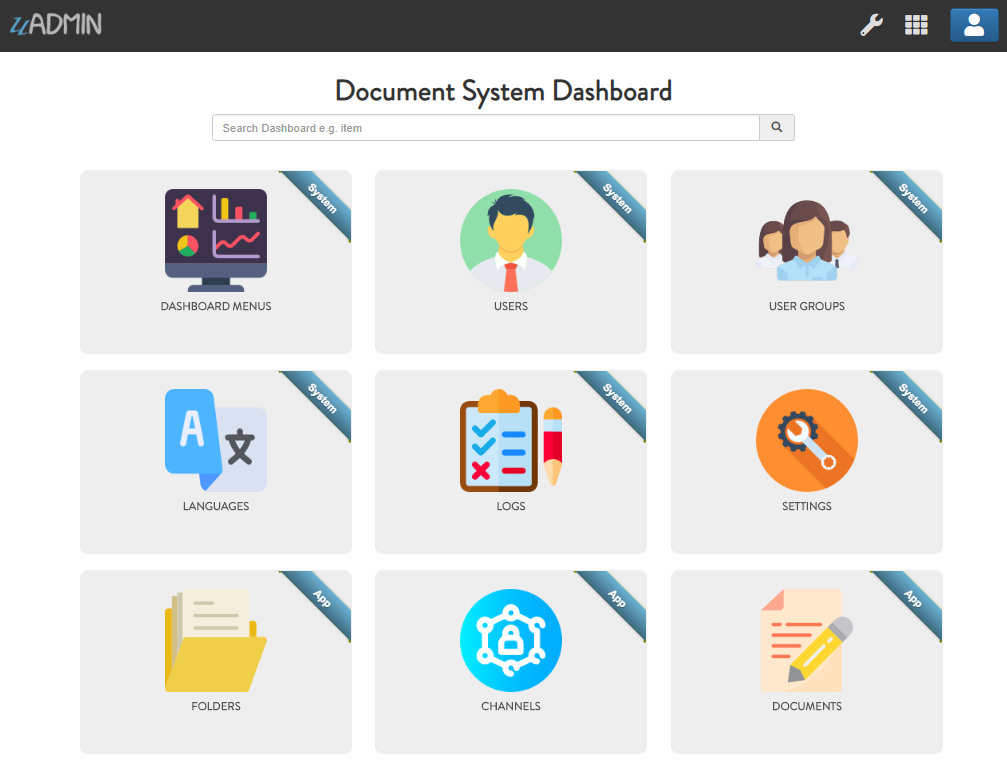 uADMIN
Document System Dashboard
Search Dashboard e.g. item
System
DASHBOARD MENUS
System
USERS
System
USER GROUPS
A 文
System
LANGUAGES
System
LOGS
System
SETTINGS
App
FOLDERS
App
CHANNELS
App
DOCUMENTS